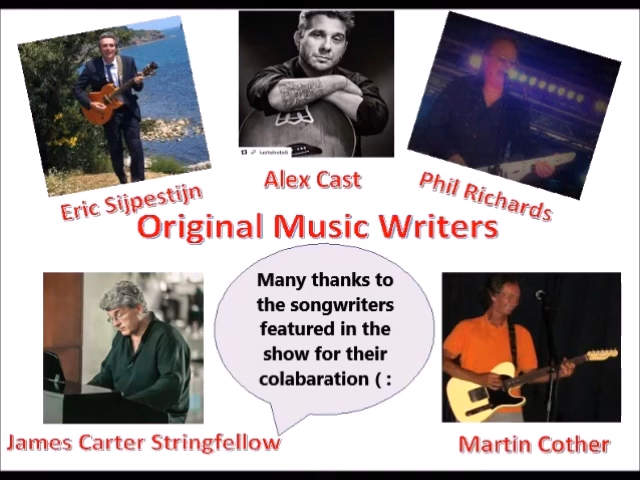 Alex Cast
Eric Sijpestijn
Phil Richards
Original Music Writers
Many thanks to
the songwriters
featured in the
show for their
colabaration ( :
James Carter Stringfellow
Martin Cother